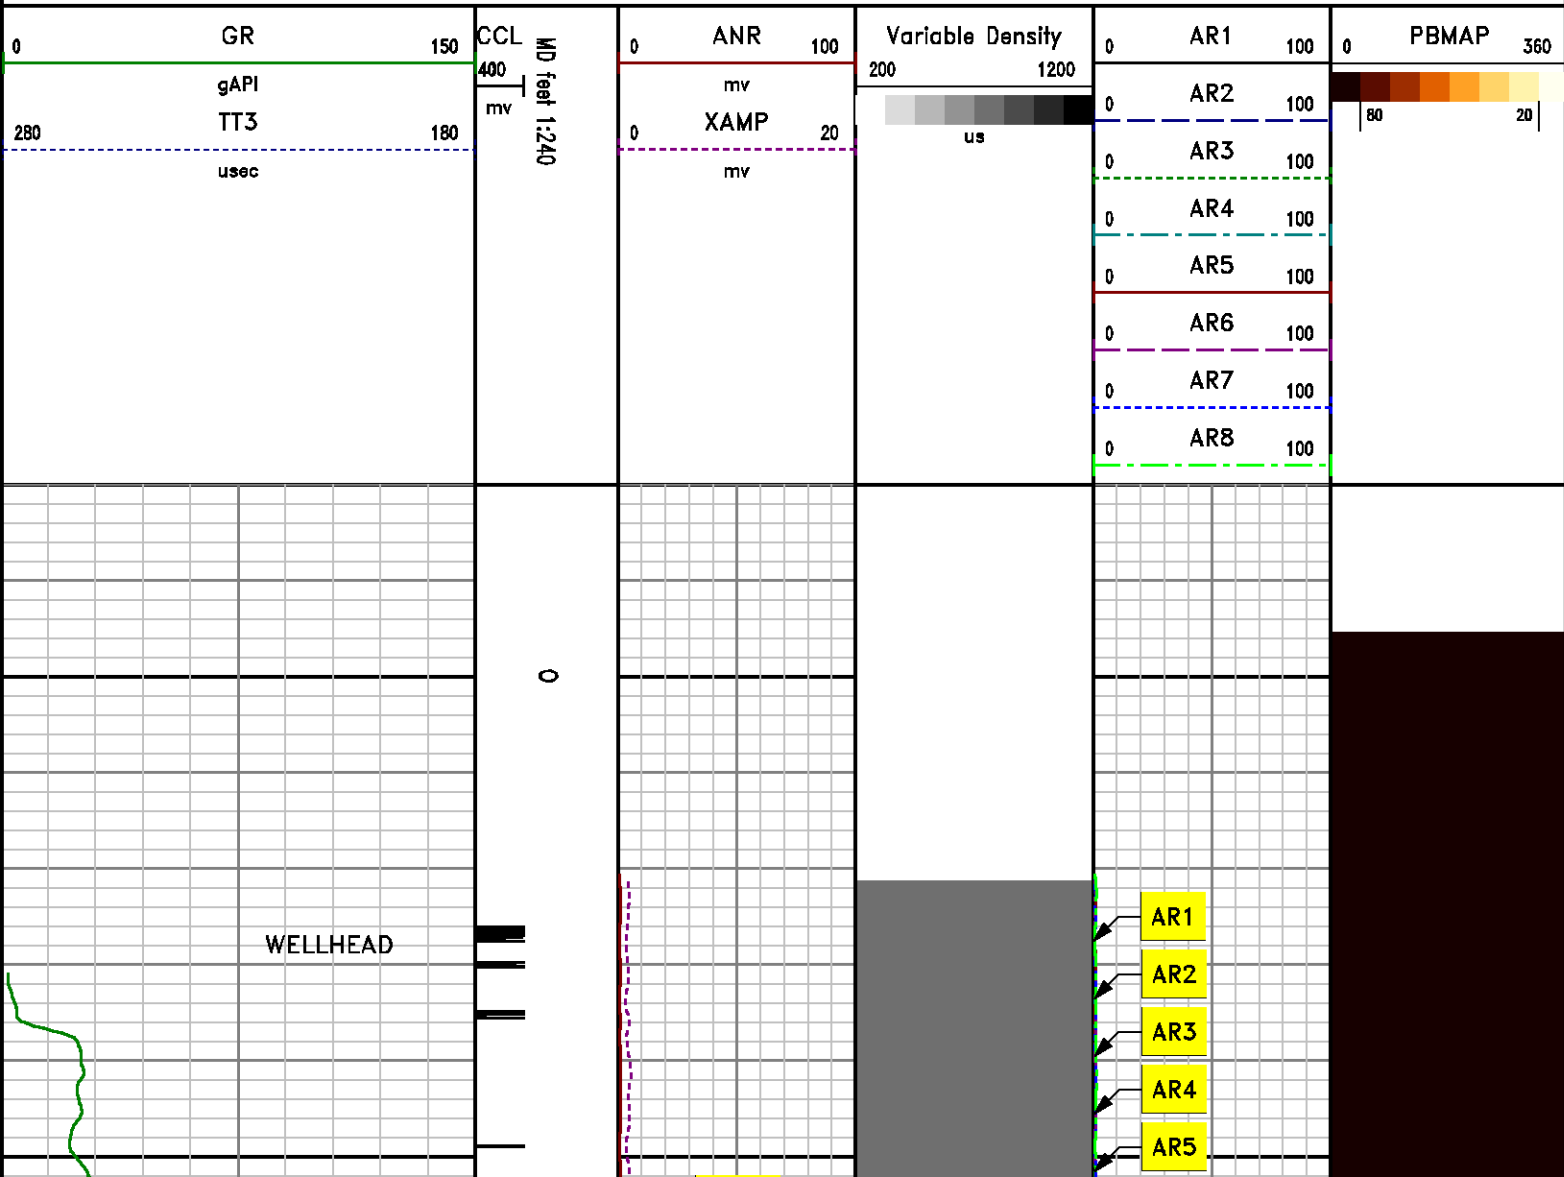 GR
0 150
gAPI
TT3
280 180
usec
CCL
400
mv
MD feet 1:240
ANR
0 100
mv
XAMP
0 20
mv
Variable Density
200 1200
us
AR1
0 100
AR2
0 100
AR3
0 100
AR4
0 100
AR5
0 100
AR6
0 100
AR7
0 100
AR8
0 100
PBMAP
0 360
80 20
0
WELLHEAD
AR1
AR2
AR3
AR4
AR5